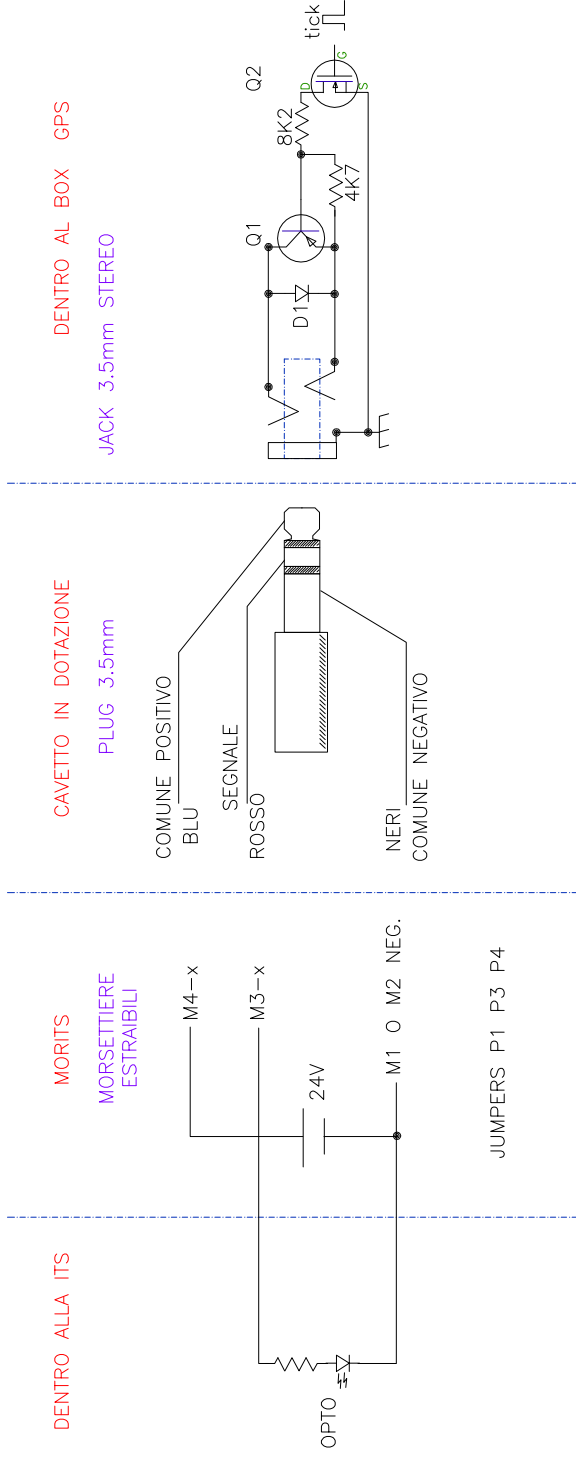 DENTRO ALLA ITS
MORITS
CAVETTO IN DOTAZIONE
DENTRO AL BOX GPS
MORSETTIERE
ESTRAIBILI
PLUG 3.5mm
JACK 3.5mm STEREO
OPTO
M4-x
M3-x
24V
M1 O M2 NEG.
JUMPERS P1 P3 P4
COMUNE POSITIVO
BLU
SEGNALE
ROSSO
NERI
COMUNE NEGATIVO
D1
Q1
4K7
8K2
Q2
D
G
S
tick